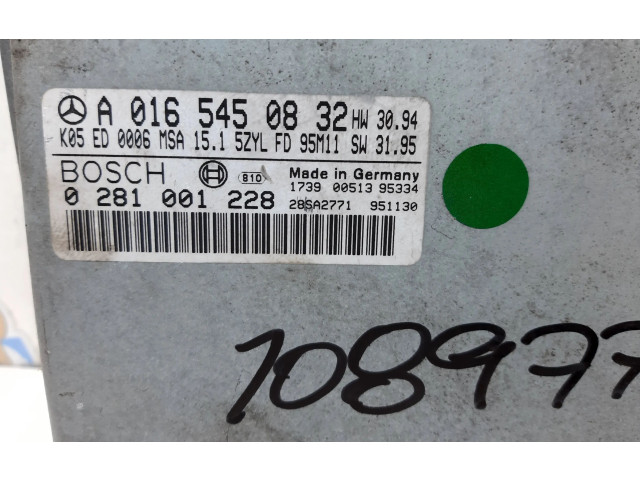 A 016 545 08 32 HW 30.94
K05 ED 0006 MSA 15.1 5ZYL FD 95M11 SW 31.95
BOSCH 810 Made in Germany
1739 00513 95334
0 281 001 228 28SA2771 951130
108977